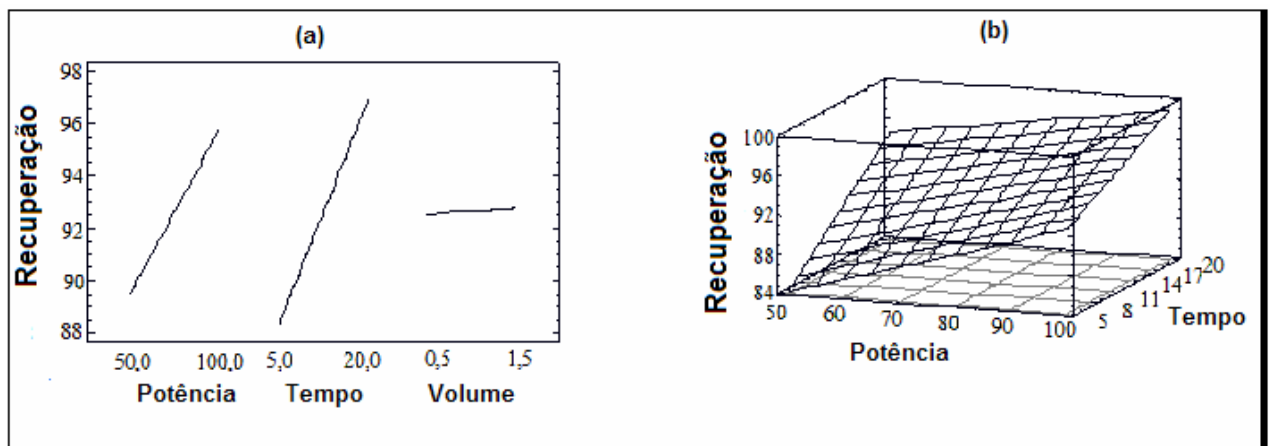 (a)
Recuperação
98
96
94
92
90
88
50,0 100,0 5,0 20,0 0,5 1,5
Potência Tempo Volume
(b)
Recuperação
100
96
92
88
84
50 60 70 80 90 100
5 8 11 14 17 20
Potência
Tempo